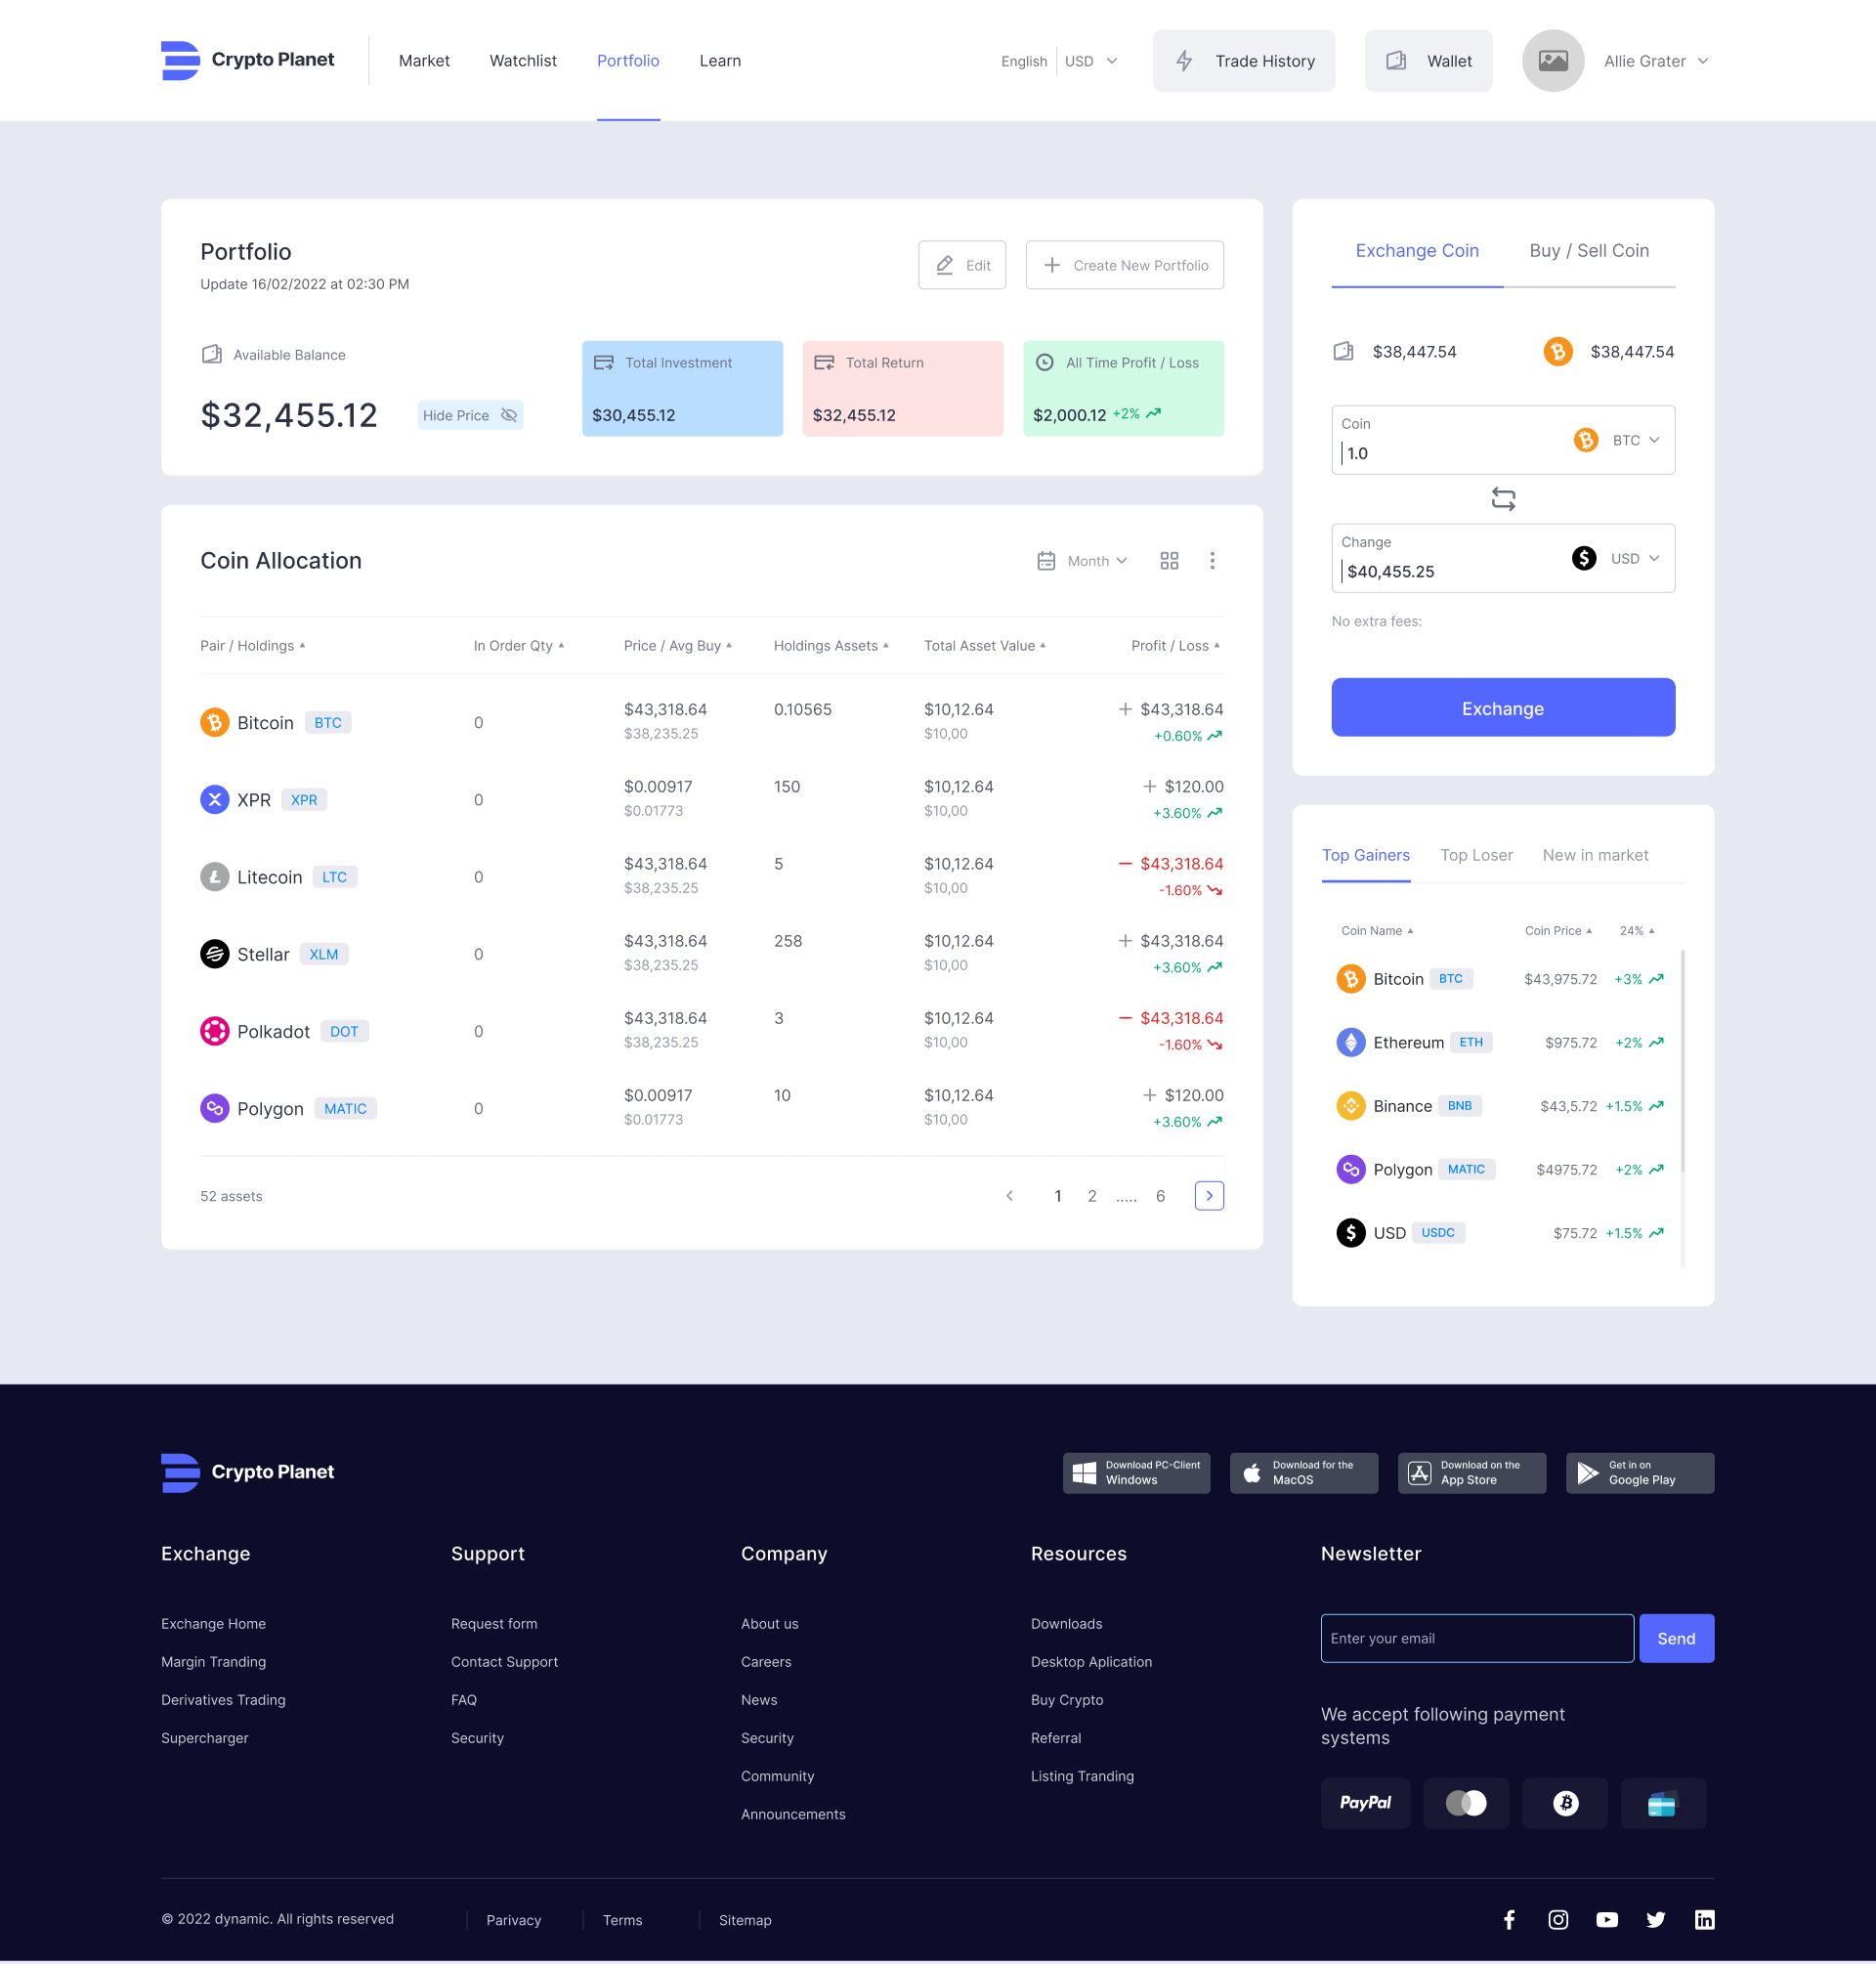 Crypto Planet
Market
Watchlist
Portfolio
Learn
English
USD
Trade History
Wallet
Allie Grater
Portfolio
Update 16/02/2022 at 02:30 PM
Edit
Create New Portfolio
Available Balance
$32,455.12
Hide Price
Total Investment
$30,455.12
Total Return
$32,455.12
All Time Profit / Loss
$2,000.12 +2%
Coin Allocation
Month
Pair / Holdings
In Order Qty
Price / Avg Buy
Holdings Assets
Total Asset Value
Profit / Loss
Bitcoin BTC
0
$43,318.64
$38,235.25
0.10565
$10,12.64
$10,00
+ $43,318.64
+0.60%
XPR XPR
0
$0.00917
$0.01773
150
$10,12.64
$10,00
+ $120.00
+3.60%
Litecoin LTC
0
$43,318.64
$38,235.25
5
$10,12.64
$10,00
- $43,318.64
-1.60%
Stellar XLM
0
$43,318.64
$38,235.25
258
$10,12.64
$10,00
+ $43,318.64
+3.60%
Polkadot DOT
0
$43,318.64
$38,235.25
3
$10,12.64
$10,00
- $43,318.64
-1.60%
Polygon MATIC
0
$0.00917
$0.01773
10
$10,12.64
$10,00
+ $120.00
+3.60%
52 assets
1 2 ..... 6
Exchange Coin
Buy / Sell Coin
$38,447.54
$38,447.54
Coin
1.0
BTC
Change
$40,455.25
USD
No extra fees:
Exchange
Top Gainers
Top Loser
New in market
Coin Name
Coin Price
24%
Bitcoin BTC $43,975.72 +3%
Ethereum ETH $975.72 +2%
Binance BNB $43,5.72 +1.5%
Polygon MATIC $4975.72 +2%
USD USDC $75.72 +1.5%
Crypto Planet
Download PC-Client
Windows
Download for the
MacOS
Download on the
App Store
Get in on
Google Play
Exchange
Exchange Home
Margin Tranding
Derivatives Trading
Supercharger
Support
Request form
Contact Support
FAQ
Security
Company
About us
Careers
News
Security
Community
Announcements
Resources
Downloads
Desktop Aplication
Buy Crypto
Referral
Listing Tranding
Newsletter
Enter your email
Send
We accept following payment
systems
PayPal
© 2022 dynamic. All rights reserved
Parivacy
Terms
Sitemap